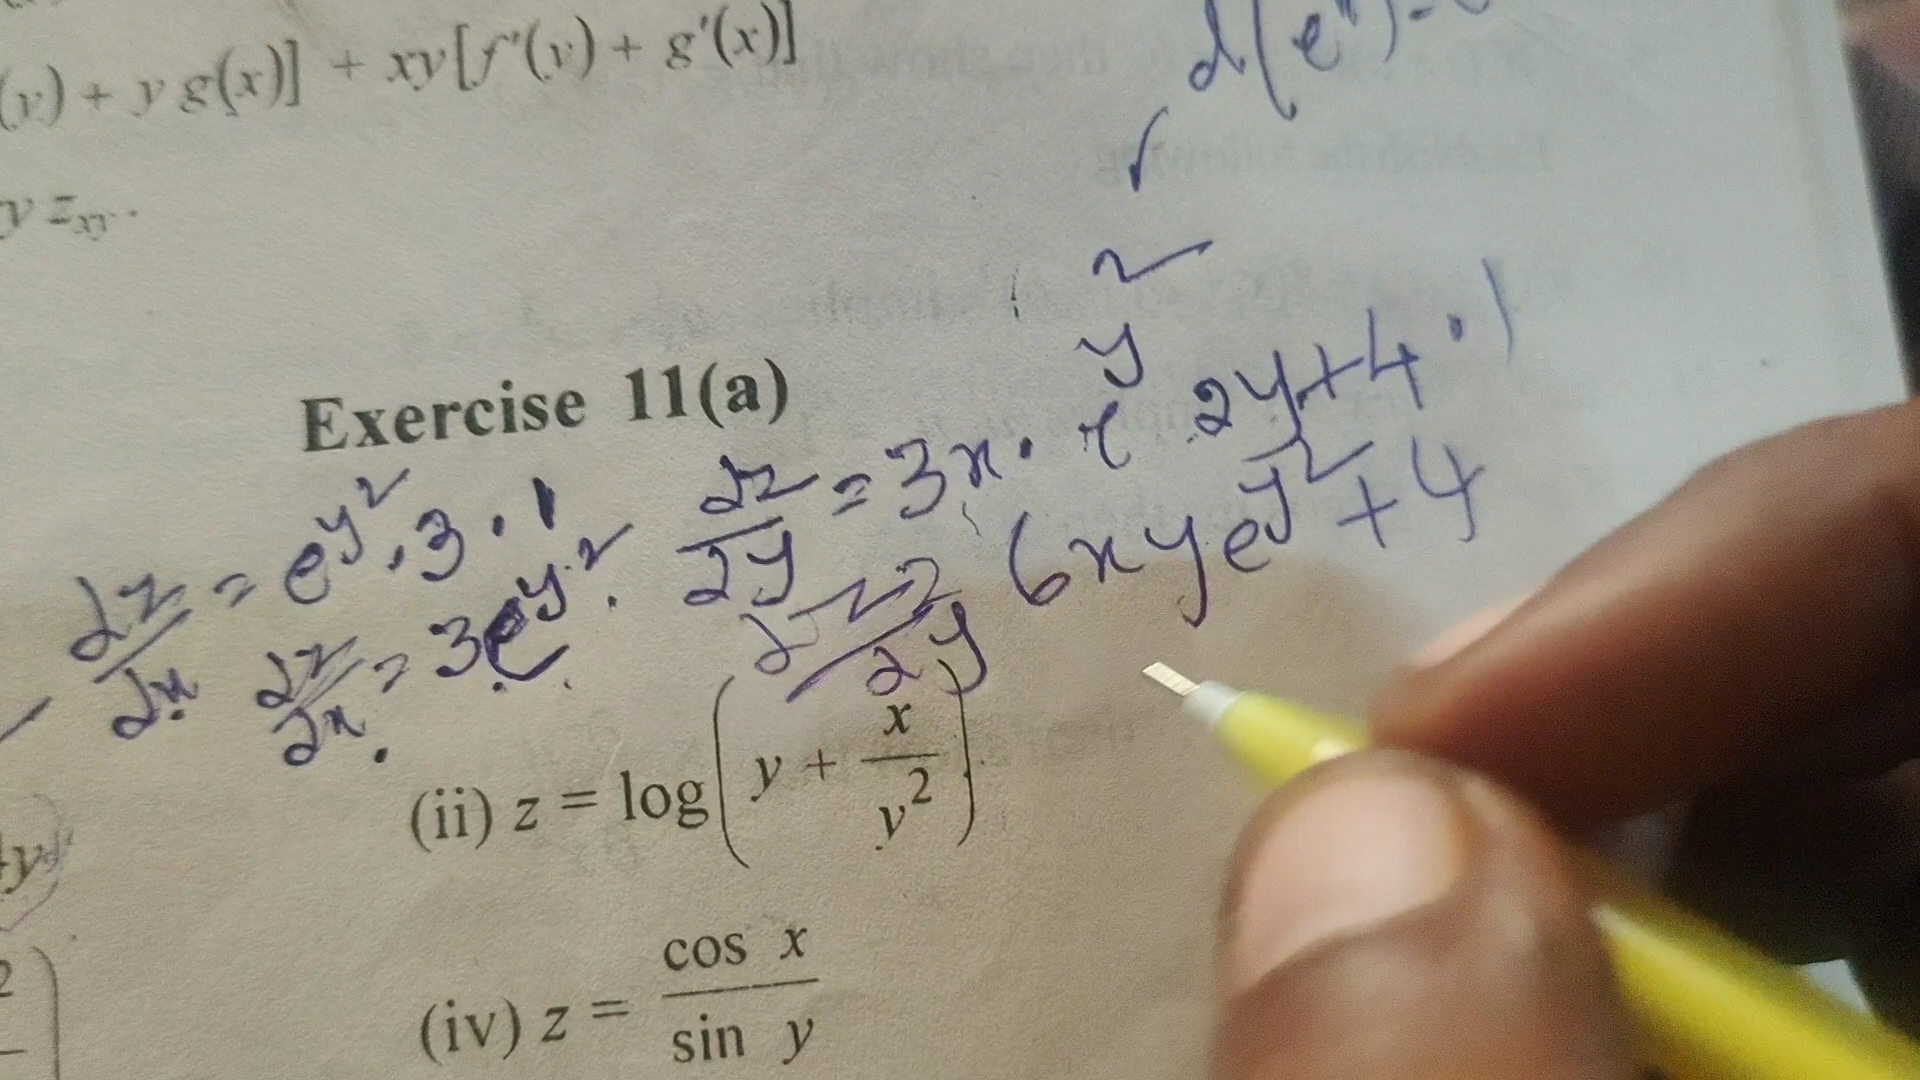 (y) + y g(x)] + xy[f'(y) + g'(x)]
d(e
y z_xy.
Exercise 11(a)
∂z/∂x = e^y² . 3 . 1
∂z/∂x = 3e^y².
∂z/∂y = 3x . e^y² . 2y + 4 . 1
∂z/∂y = 6xye^y² + 4
(ii) z = log(y + x/y²)
(iv) z = cos x / sin y